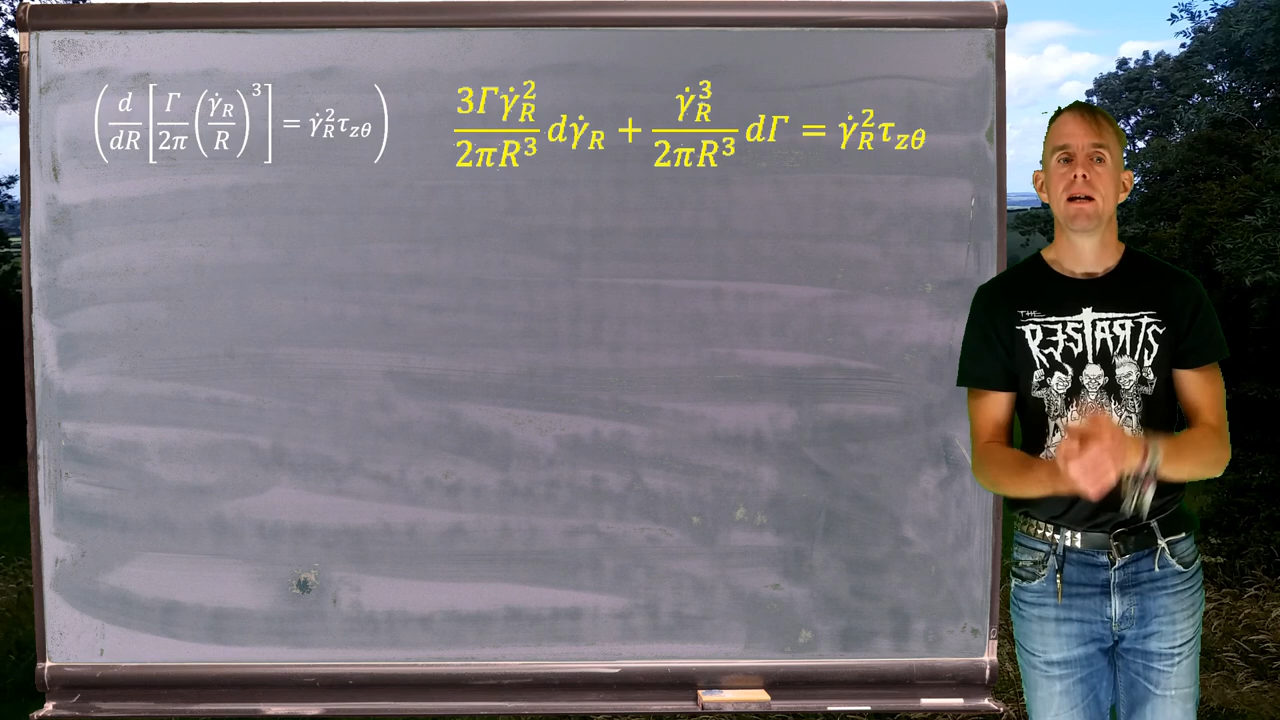 (d/dR [Γ/2π (γ̇_R/R)^3] = γ̇_R^2 τ_zθ)
3Γγ̇_R^2/2πR^3 dγ̇_R + γ̇_R^3/2πR^3 dΓ = γ̇_R^2 τ_zθ
THE
RESTARTS